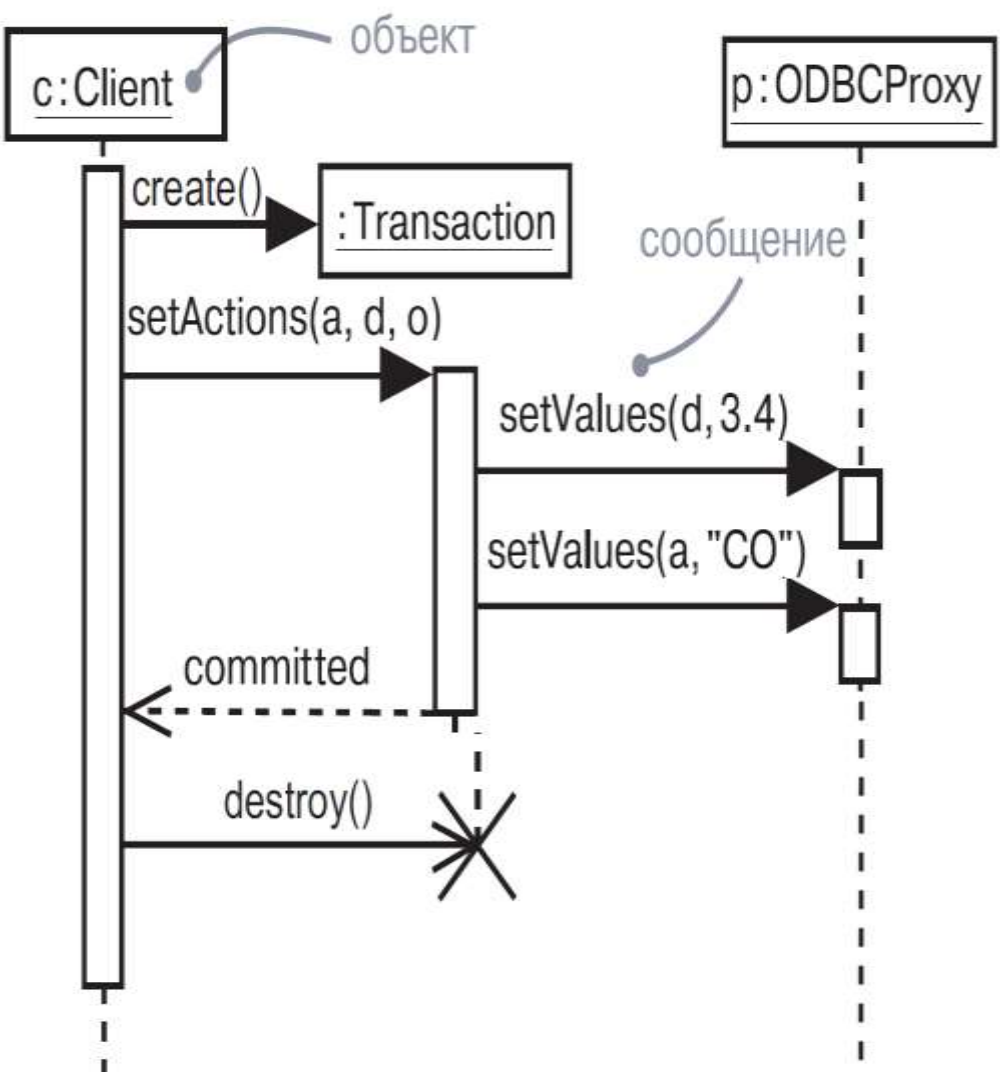 объект
c:Client
p:ODBCProxy
create()
:Transaction
сообщение
setActions(a, d, o)
setValues(d, 3.4)
setValues(a, "CO")
committed
destroy()